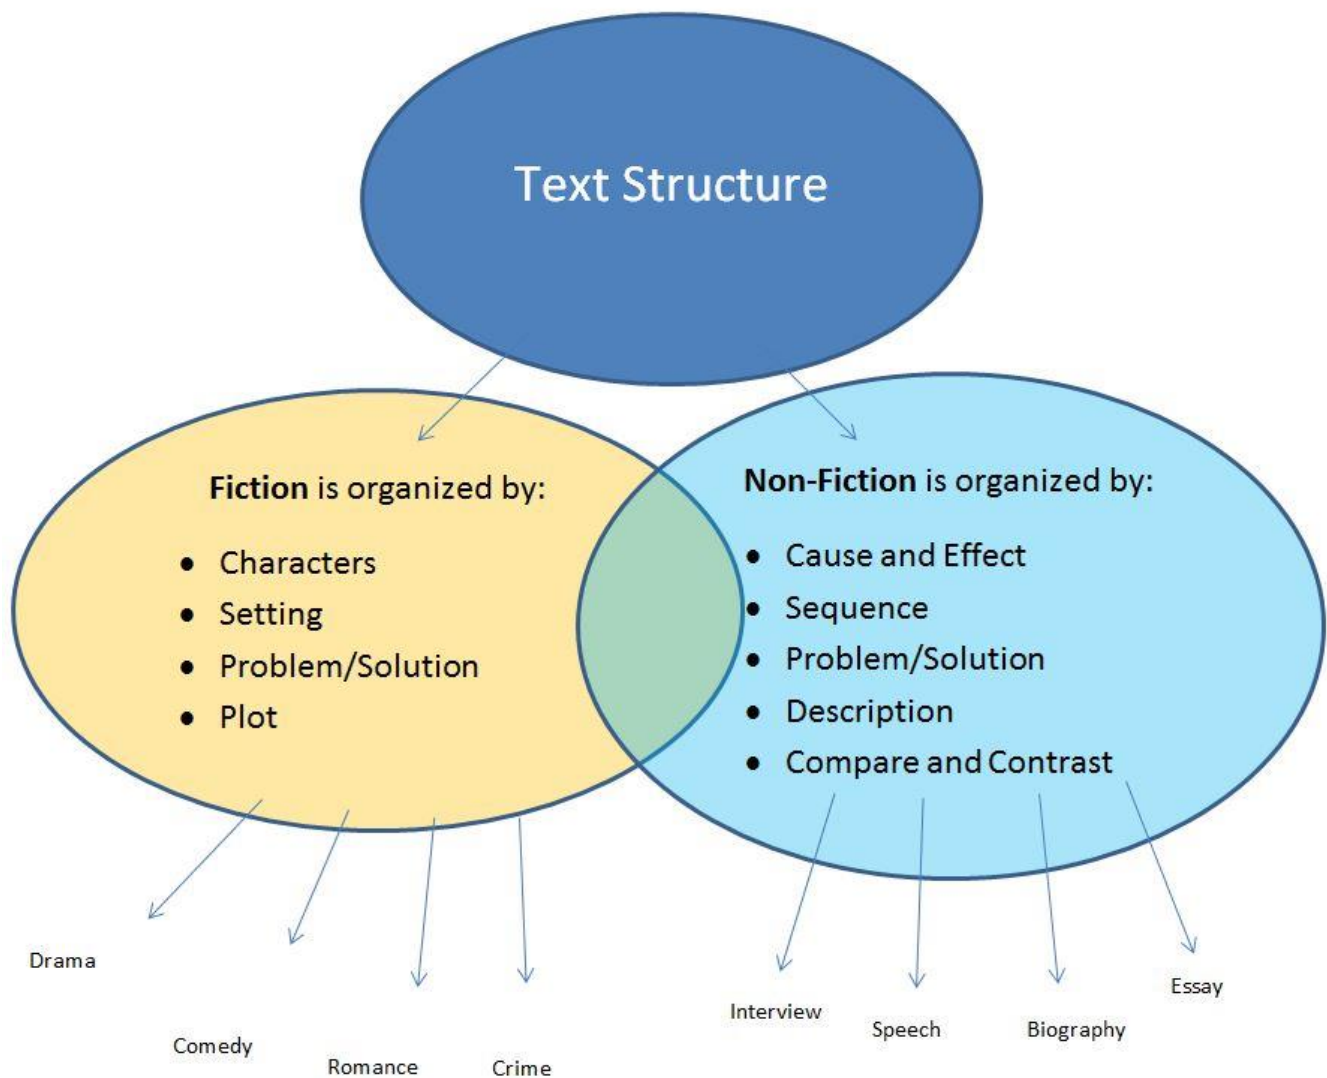 Text Structure
Fiction is organized by:
• Characters
• Setting
• Problem/Solution
• Plot
Non-Fiction is organized by:
• Cause and Effect
• Sequence
• Problem/Solution
• Description
• Compare and Contrast
Drama
Comedy
Romance
Crime
Interview
Speech
Biography
Essay